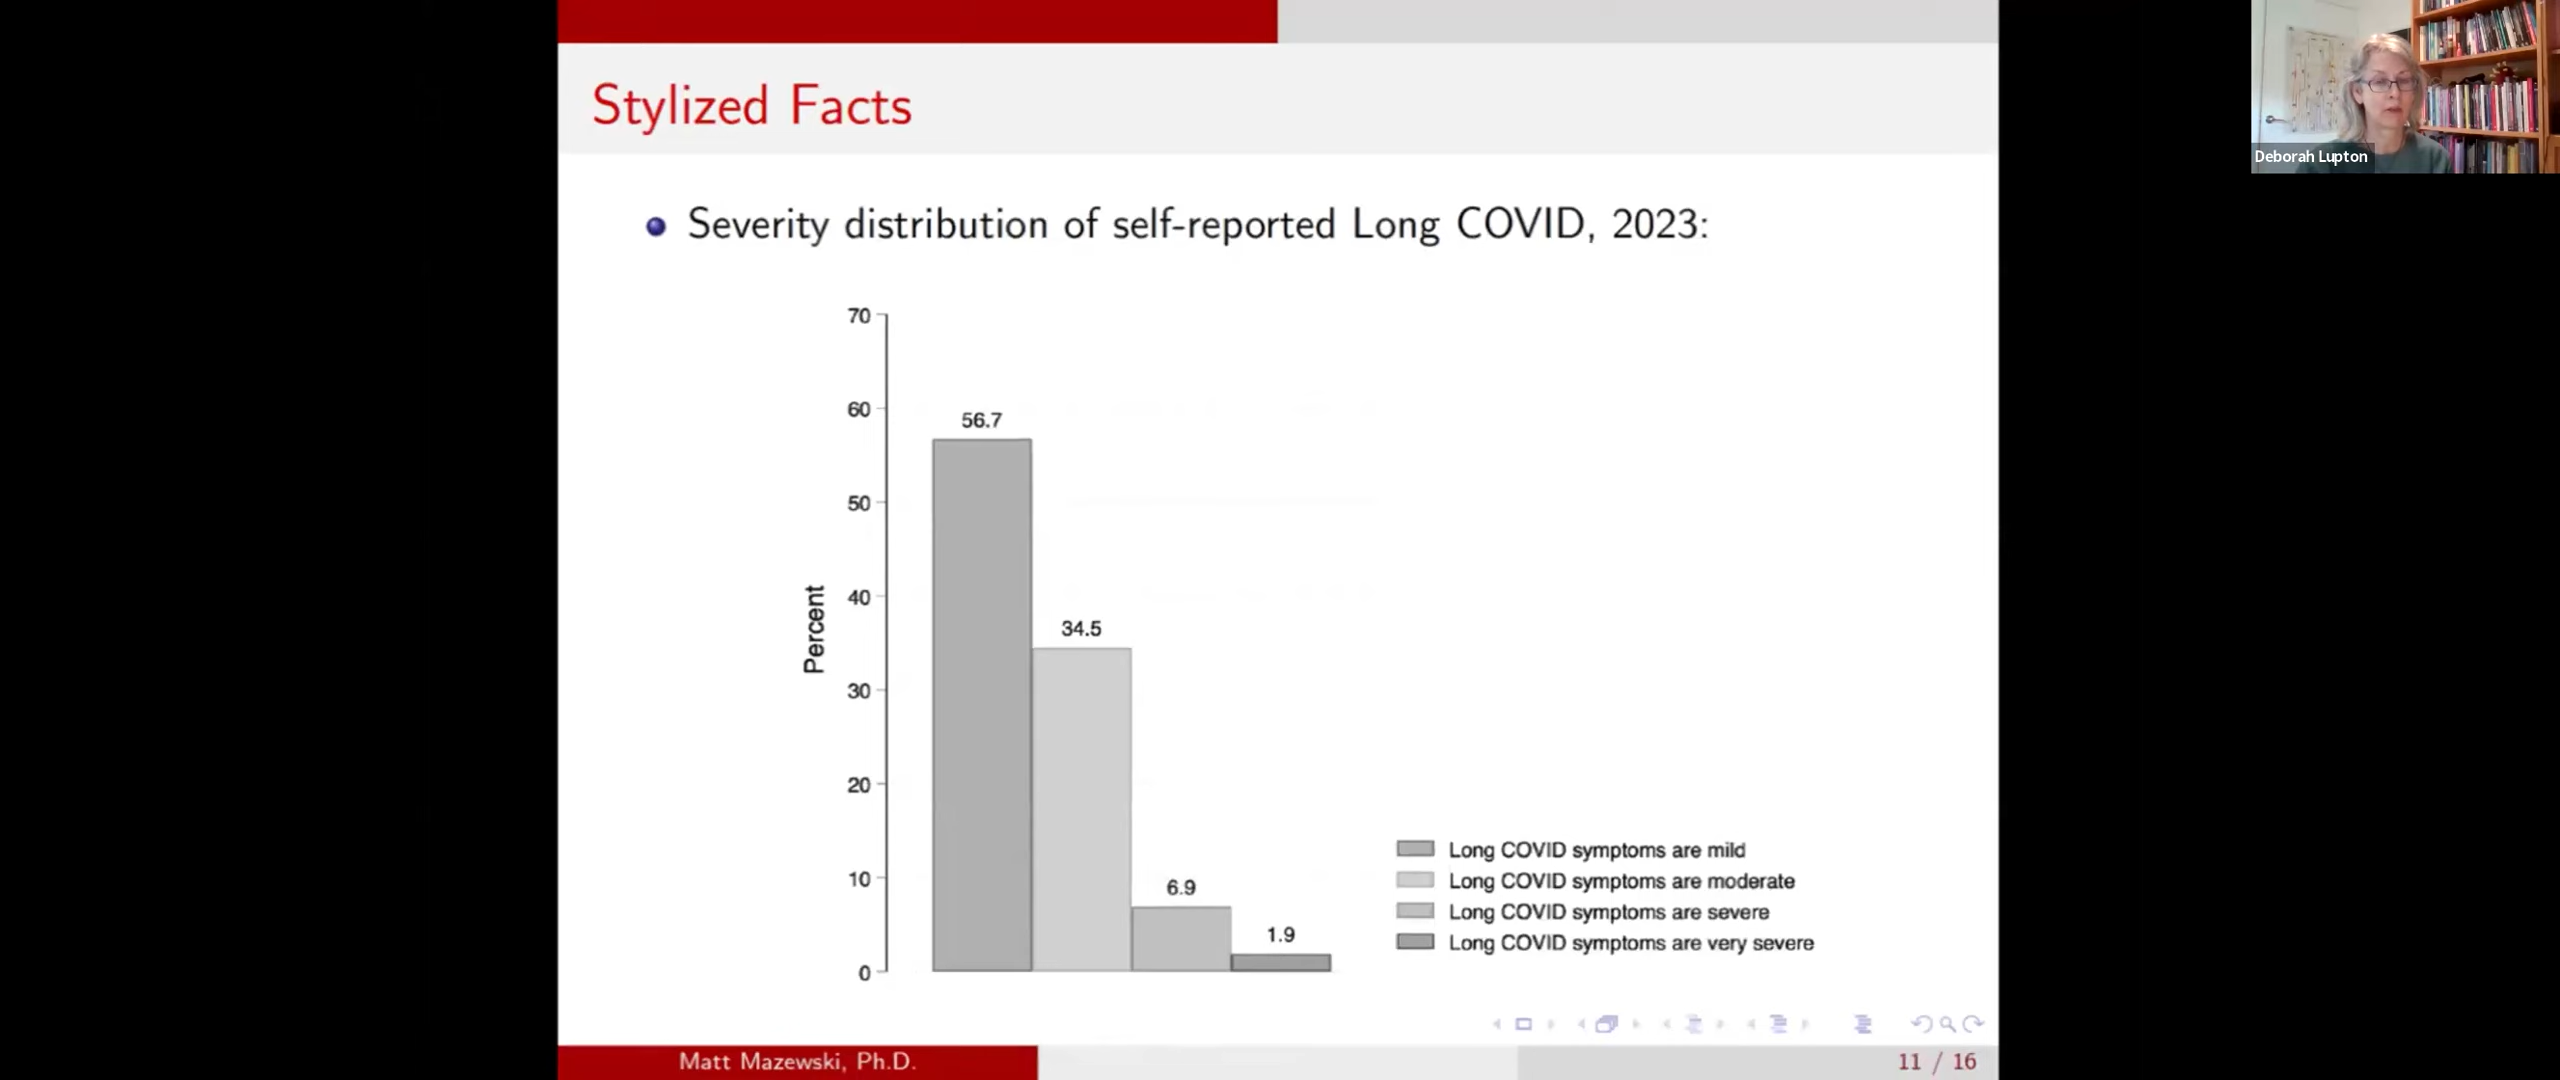 Stylized Facts
Deborah Lupton
Severity distribution of self-reported Long COVID, 2023:
70
60
50
40
30
20
10
0
Percent
56.7
34.5
6.9
1.9
Long COVID symptoms are mild
Long COVID symptoms are moderate
Long COVID symptoms are severe
Long COVID symptoms are very severe
Matt Mazewski, Ph.D.
11 / 16